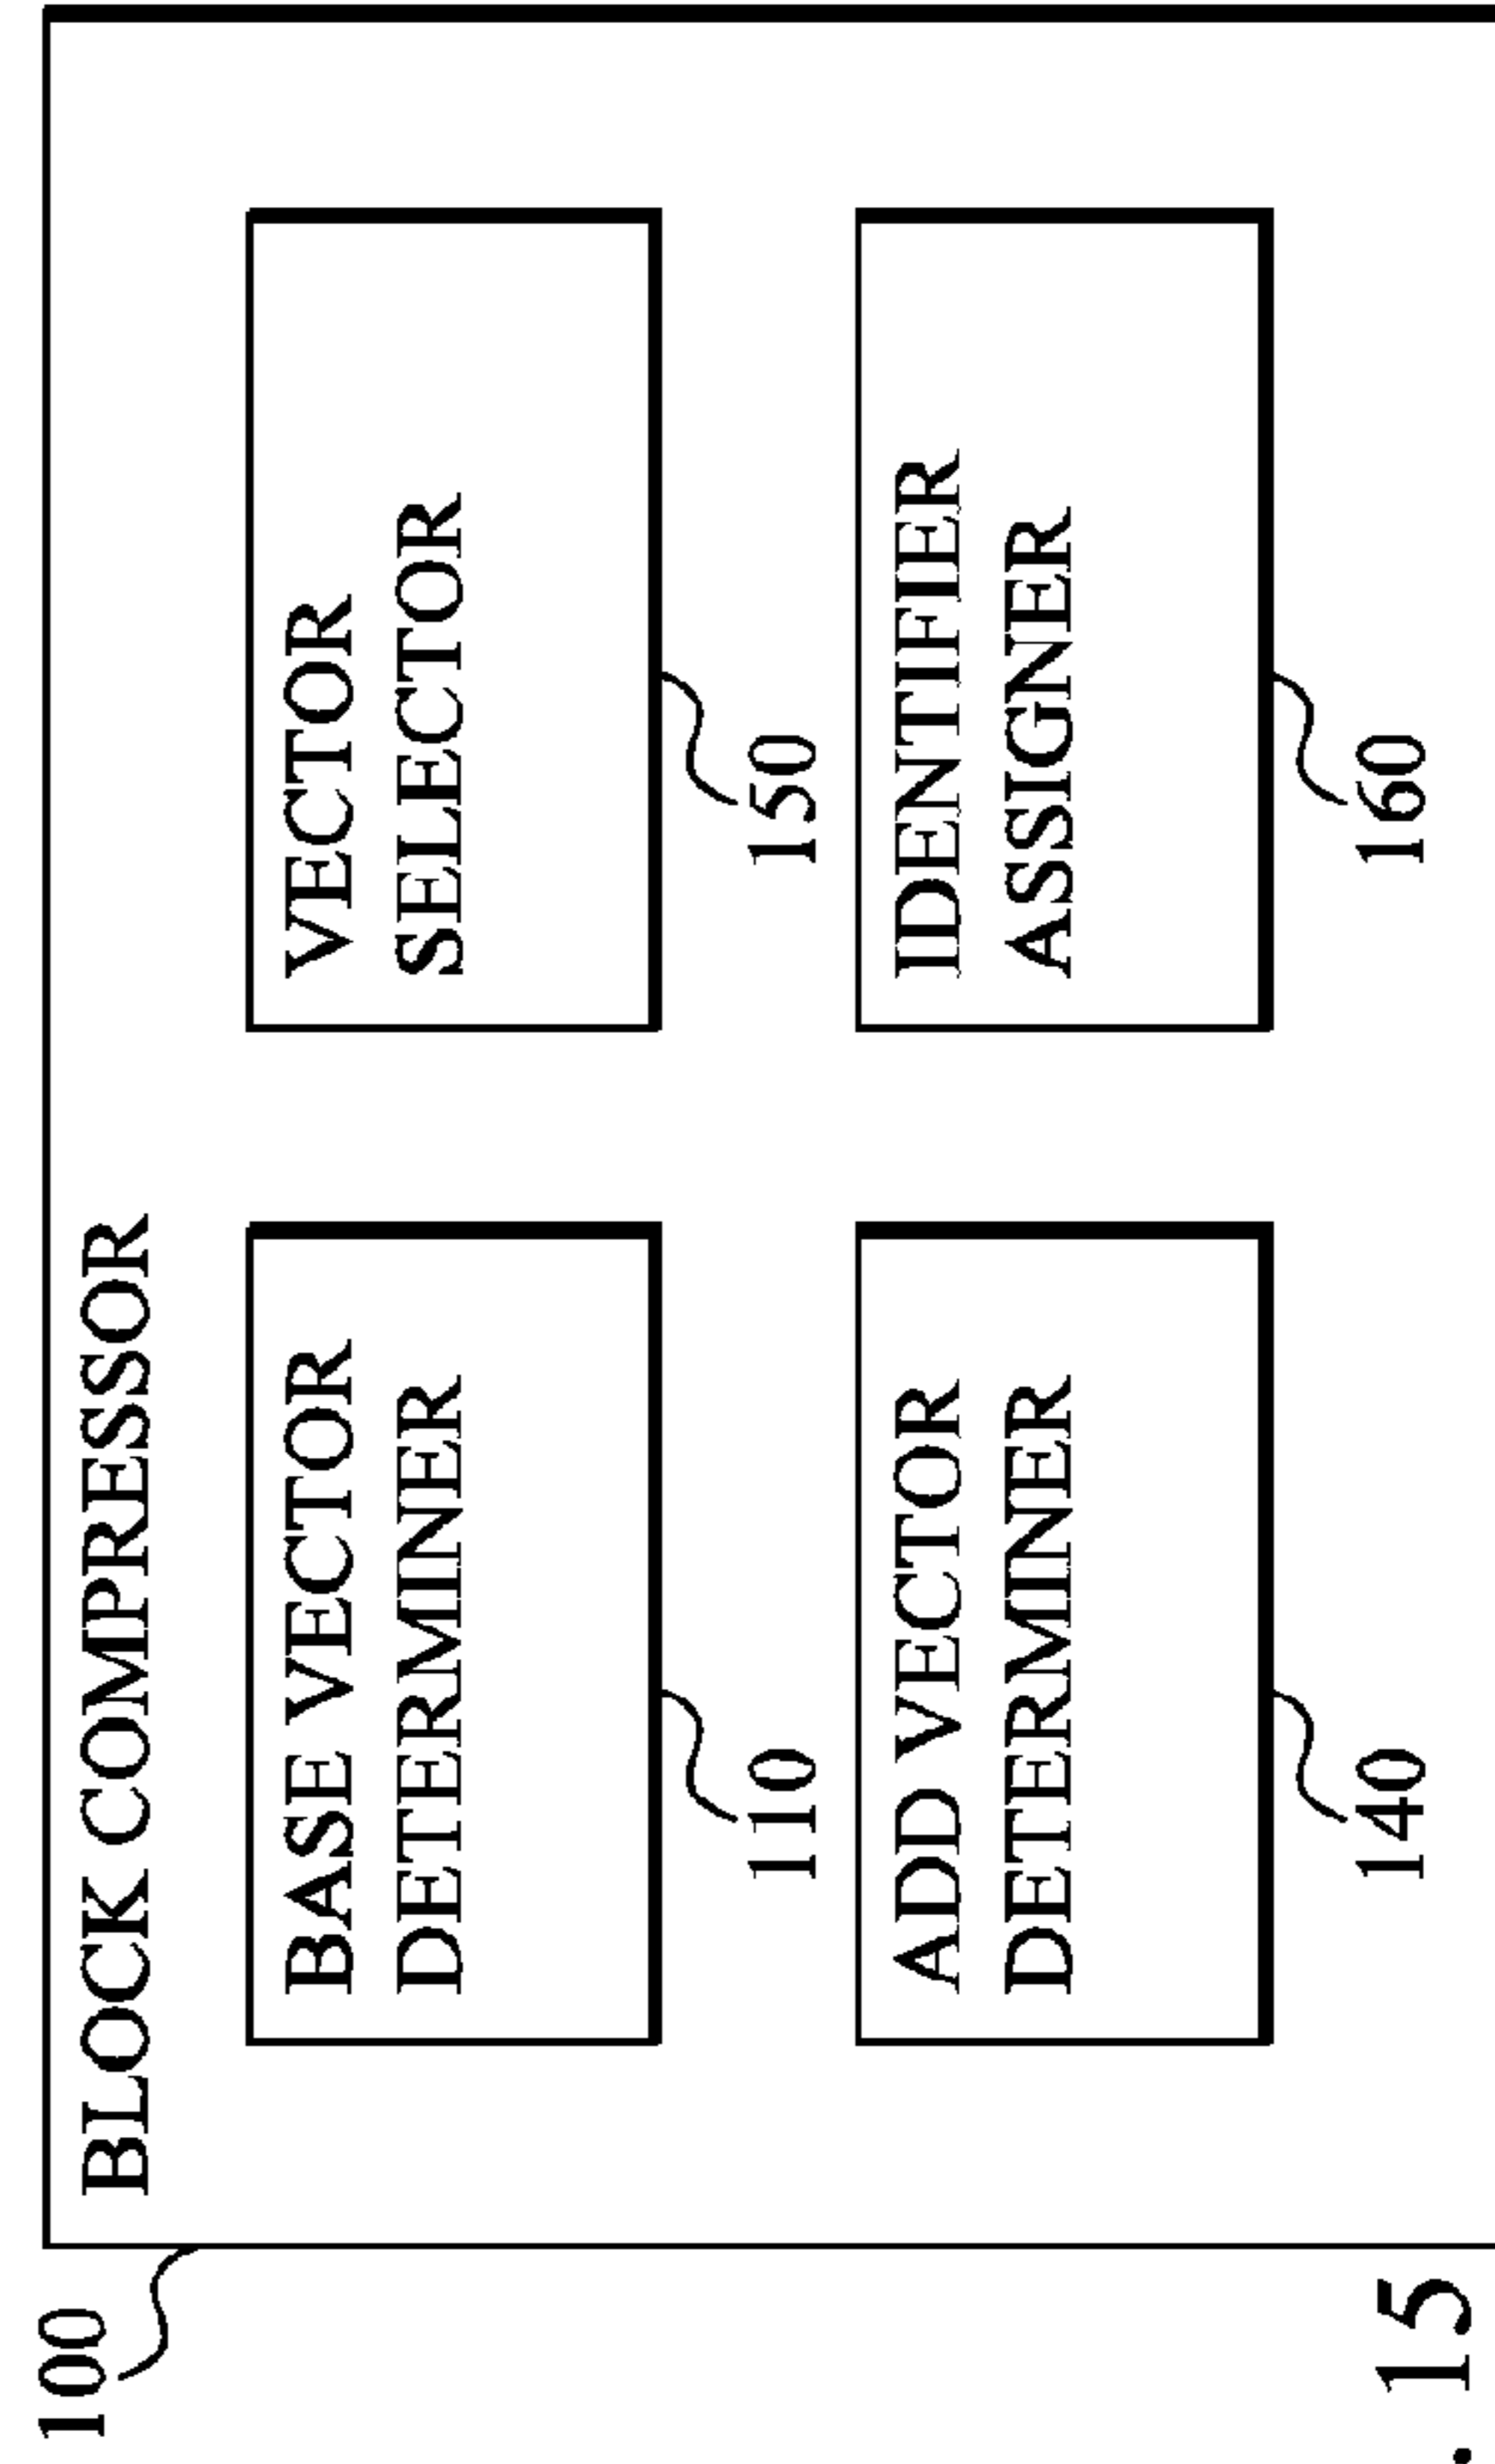 100
BLOCK COMPRESSOR
BASE VECTOR
DETERMINER
110
VECTOR
SELECTOR
150
ADD VECTOR
DETERMINER
140
IDENTIFIER
ASSIGNER
160
. 15